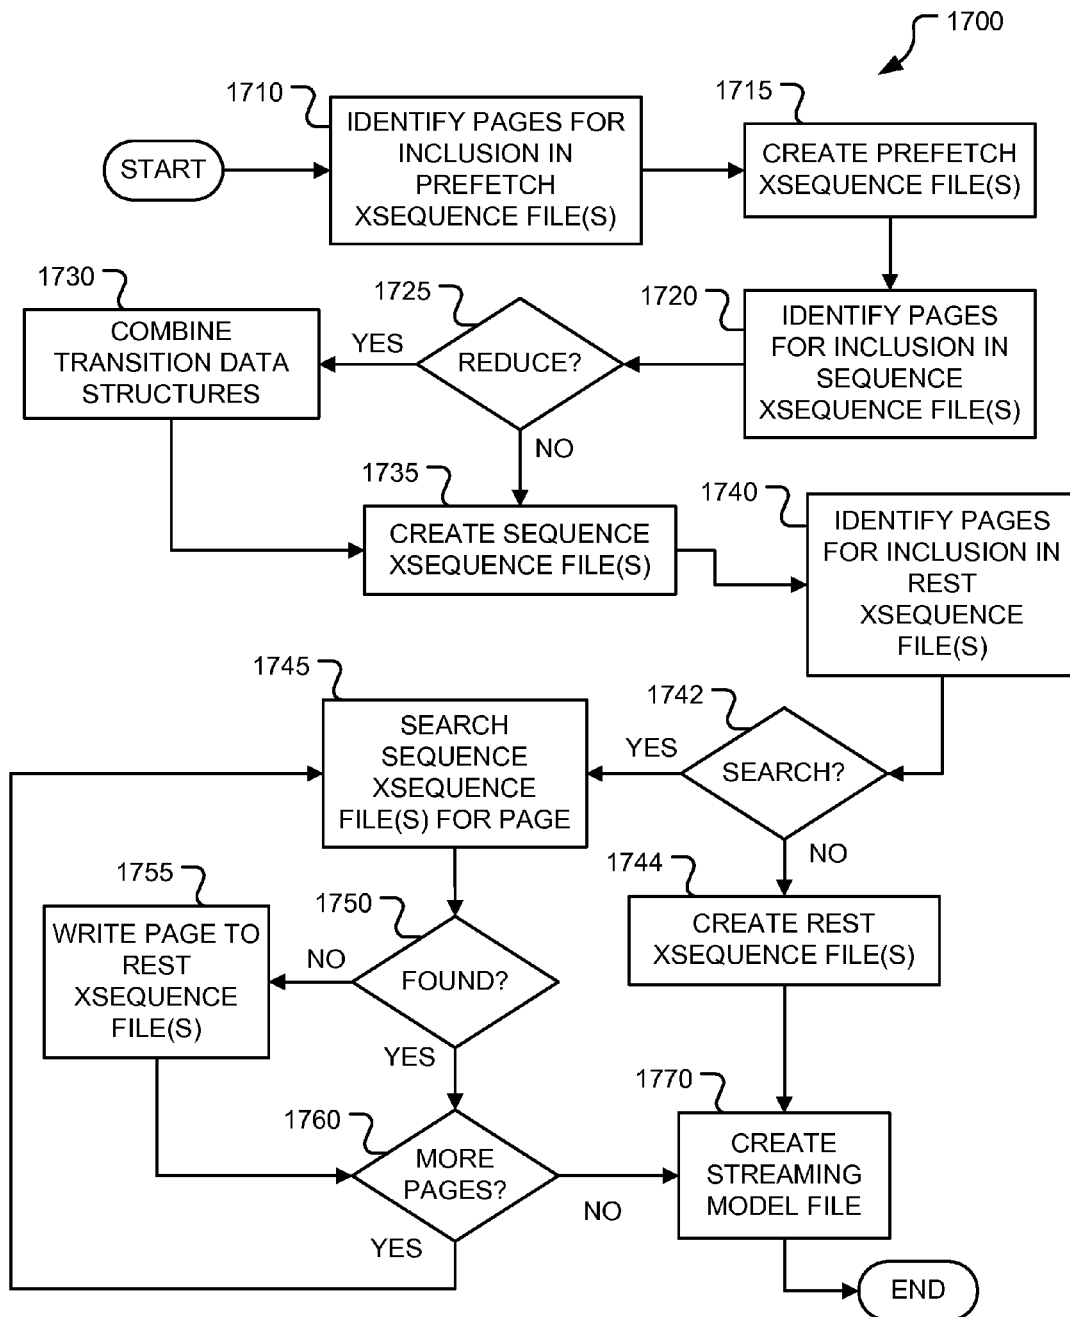 1700
1710
IDENTIFY PAGES FOR
INCLUSION IN
PREFETCH
XSEQUENCE FILE(S)
1715
CREATE PREFETCH
XSEQUENCE FILE(S)
START
1730
COMBINE
TRANSITION DATA
STRUCTURES
YES
1725
REDUCE?
NO
1720
IDENTIFY PAGES
FOR INCLUSION IN
SEQUENCE
XSEQUENCE FILE(S)
1735
CREATE SEQUENCE
XSEQUENCE FILE(S)
1740
IDENTIFY PAGES
FOR INCLUSION IN
REST
XSEQUENCE
FILE(S)
1745
SEARCH
SEQUENCE
XSEQUENCE
FILE(S) FOR PAGE
YES
1742
SEARCH?
NO
1744
CREATE REST
XSEQUENCE FILE(S)
1755
WRITE PAGE TO
REST
XSEQUENCE
FILE(S)
NO
1750
FOUND?
YES
1760
MORE
PAGES?
YES
NO
1770
CREATE
STREAMING
MODEL FILE
END